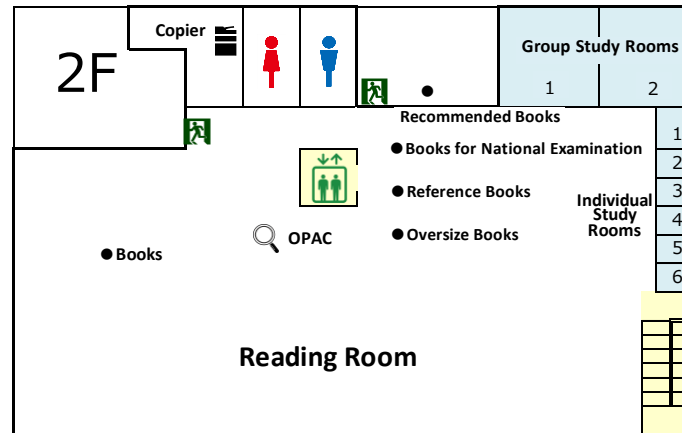 2F
Copier
Group Study Rooms
1
2
Recommended Books
Books for National Examination
Reference Books
Oversize Books
Individual
Study
Rooms
1
2
3
4
5
6
OPAC
Books
Reading Room